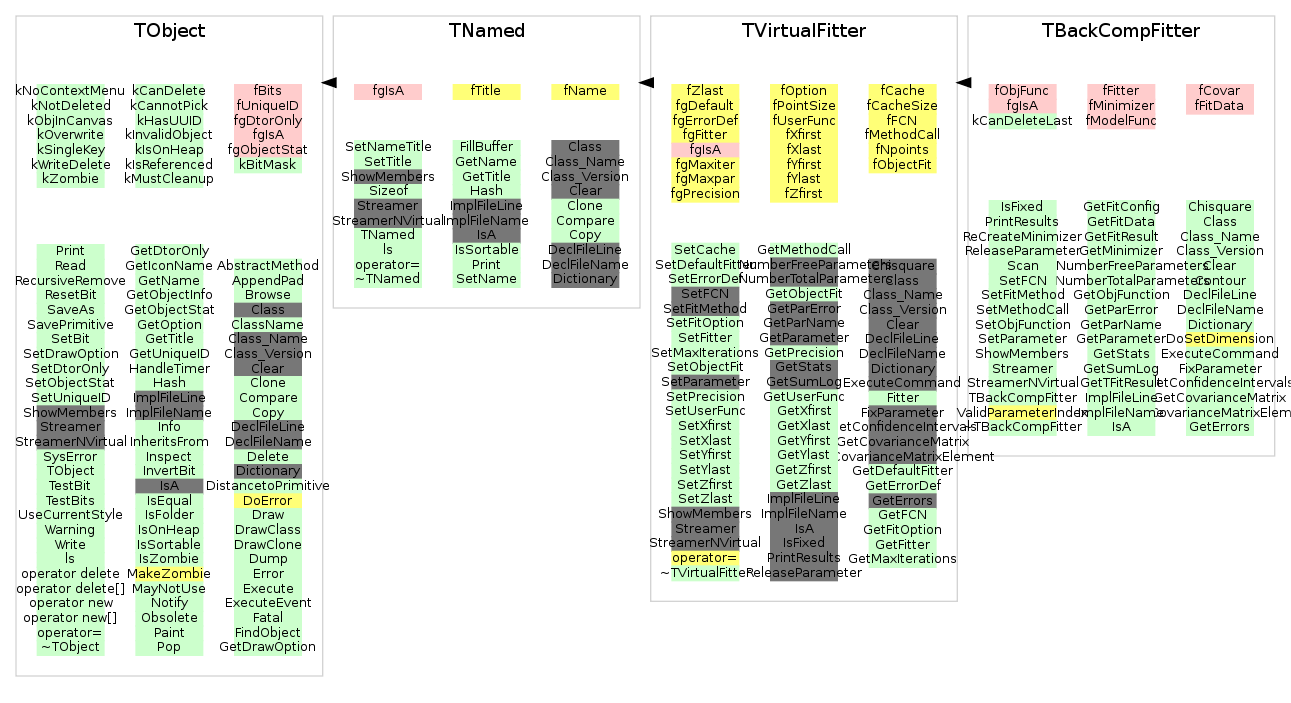 TObject
kNoContextMenu
kNotDeleted
kObjInCanvas
kOverwrite
kSingleKey
kWriteDelete
kZombie
kCanDelete
kCannotPick
kHasUUID
kInvalidObject
kIsOnHeap
kIsReferenced
kMustCleanup
fBits
fUniqueID
fgDtorOnly
fgIsA
fgObjectStat
kBitMask
Print
Read
RecursiveRemove
ResetBit
SaveAs
SavePrimitive
SetBit
SetDrawOption
SetDtorOnly
SetObjectStat
SetUniqueID
ShowMembers
Streamer
StreamerNVirtual
SysError
TObject
TestBit
TestBits
UseCurrentStyle
Warning
Write
ls
operator delete
operator delete[]
operator new
operator new[]
operator=
~TObject
GetDtorOnly
GetIconName
GetName
GetObjectInfo
GetObjectStat
GetOption
GetTitle
GetUniqueID
HandleTimer
Hash
ImplFileLine
ImplFileName
Info
InheritsFrom
Inspect
InvertBit
IsA
IsEqual
IsFolder
IsOnHeap
IsSortable
IsZombie
MakeZombie
MayNotUse
Notify
Obsolete
Paint
Pop
AbstractMethod
AppendPad
Browse
Class
ClassName
Class_Name
Class_Version
Clear
Clone
Compare
Copy
DeclFileLine
DeclFileName
Delete
Dictionary
DistancetoPrimitive
DoError
Draw
DrawClass
DrawClone
Dump
Error
Execute
ExecuteEvent
Fatal
FindObject
GetDrawOption
TNamed
fgIsA
fTitle
fName
SetNameTitle
SetTitle
ShowMembers
Sizeof
Streamer
StreamerNVirtual
TNamed
ls
operator=
~TNamed
FillBuffer
GetName
GetTitle
Hash
ImplFileLine
ImplFileName
IsA
IsSortable
Print
SetName
Class
Class_Name
Class_Version
Clear
Clone
Compare
Copy
DeclFileLine
DeclFileName
Dictionary
TVirtualFitter
fZlast
fgDefault
fgErrorDef
fgFitter
fgIsA
fgMaxiter
fgMaxpar
fgPrecision
fOption
fPointSize
fUserFunc
fXfirst
fXlast
fYfirst
fYlast
fZfirst
fCache
fCacheSize
fFCN
fMethodCall
fNpoints
fObjectFit
SetCache
SetDefaultFitter
SetErrorDef
SetFCN
SetFitMethod
SetFitOption
SetFitter
SetMaxIterations
SetObjectFit
SetParameter
SetPrecision
SetUserFunc
SetXfirst
SetXlast
SetYfirst
SetYlast
SetZfirst
SetZlast
ShowMembers
Streamer
StreamerNVirtual
operator=
~TVirtualFitter
GetMethodCall
NumberFreeParameters
NumberTotalParameters
GetObjectFit
GetParError
GetParName
GetParameter
GetPrecision
GetStats
GetSumLog
GetUserFunc
GetXfirst
GetXlast
GetYfirst
GetYlast
GetZfirst
GetZlast
ImplFileLine
ImplFileName
IsA
IsFixed
PrintResults
ReleaseParameter
Chisquare
Class
Class_Name
Class_Version
Clear
DeclFileLine
DeclFileName
Dictionary
ExecuteCommand
Fitter
FixParameter
etConfidenceIntervals
GetCovarianceMatrix
CovarianceMatrixElement
GetDefaultFitter
GetErrorDef
GetErrors
GetFCN
GetFitOption
GetFitter
GetMaxIterations
TBackCompFitter
fObjFunc
fgIsA
kCanDeleteLast
fFitter
fMinimizer
fModelFunc
fCovar
fFitData
IsFixed
PrintResults
ReCreateMinimizer
ReleaseParameter
Scan
SetFCN
SetFitMethod
SetMethodCall
SetObjFunction
SetParameter
ShowMembers
Streamer
StreamerNVirtual
TBackCompFitter
ValidParameterIndex
~TBackCompFitter
GetFitConfig
GetFitData
GetFitResult
GetMinimizer
NumberFreeParameters
NumberTotalParameters
GetObjFunction
GetParError
GetParName
GetParameter
GetStats
GetSumLog
GetTFitResult
ImplFileLine
ImplFileName
IsA
Chisquare
Class
Class_Name
Class_Version
Clear
Contour
DeclFileLine
DeclFileName
Dictionary
DoSetDimension
ExecuteCommand
FixParameter
etConfidenceIntervals
GetCovarianceMatrix
ovarianceMatrixElem
GetErrors